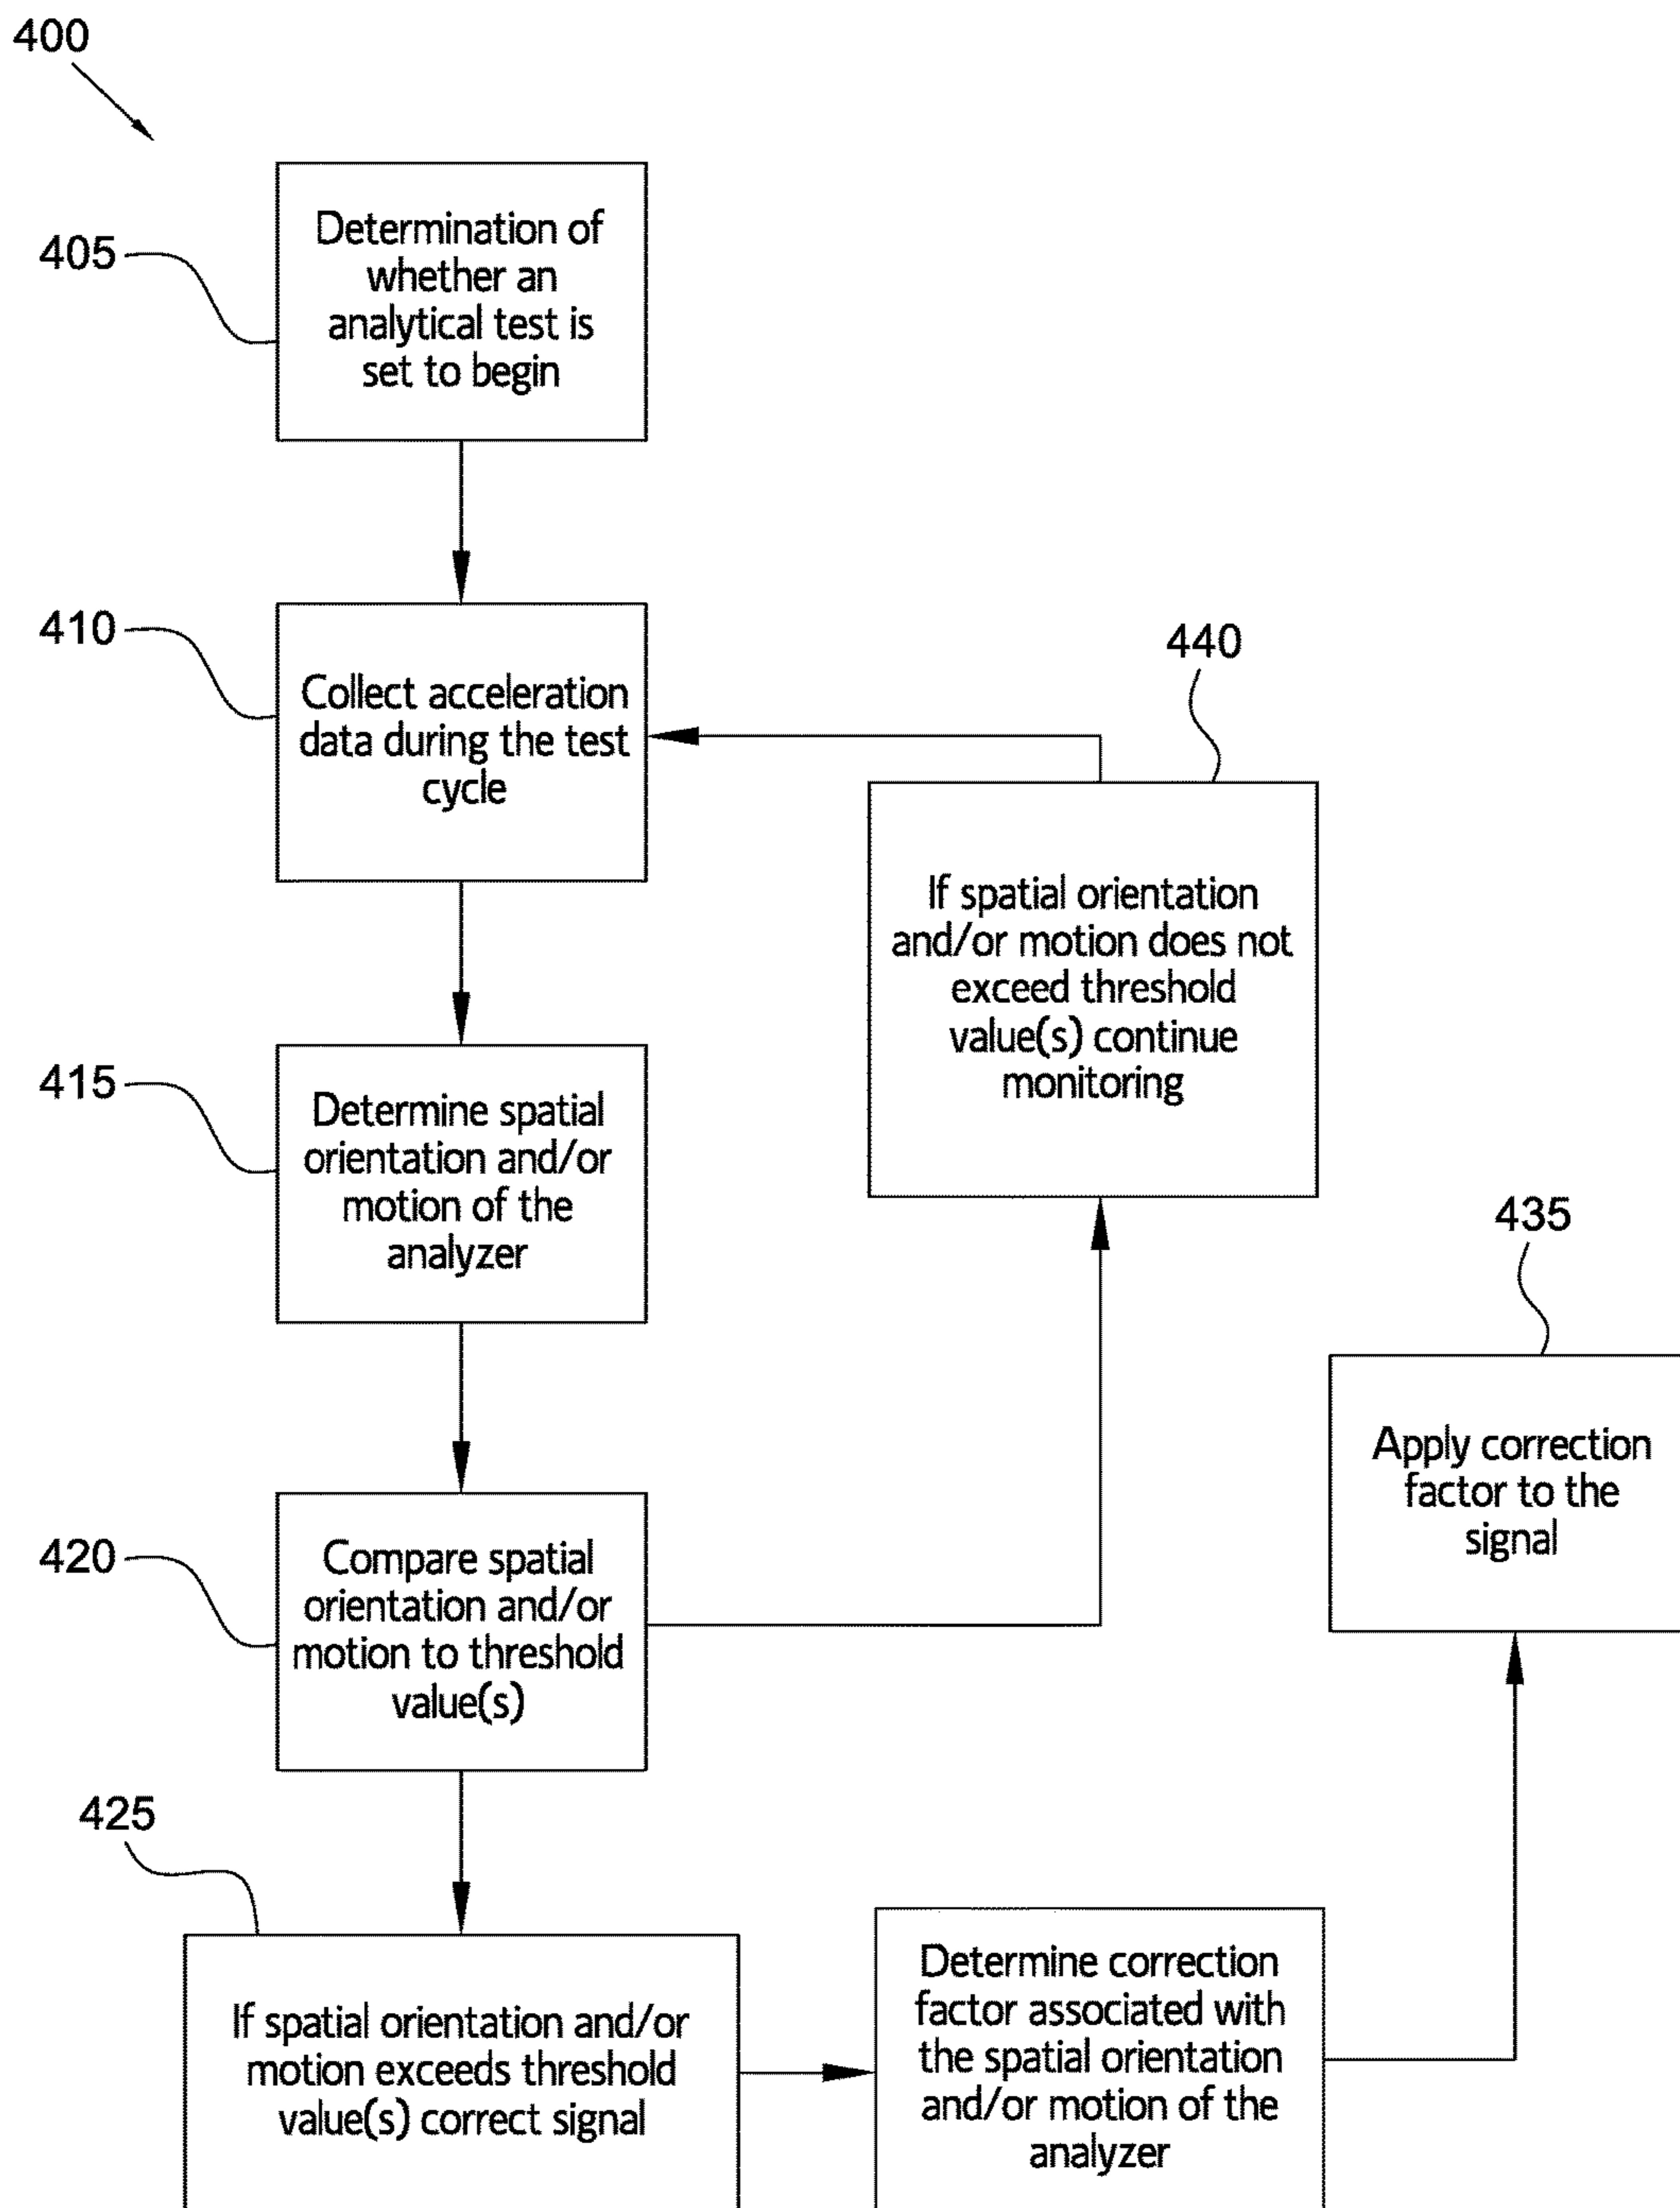 400
405
Determination of
whether an
analytical test is
set to begin
410
Collect acceleration
data during the test
cycle
440
If spatial orientation
and/or motion does not
exceed threshold
value(s) continue
monitoring
415
Determine spatial
orientation and/or
motion of the
analyzer
435
Apply correction
factor to the
signal
420
Compare spatial
orientation and/or
motion to threshold
value(s)
425
If spatial orientation and/or
motion exceeds threshold
value(s) correct signal
Determine correction
factor associated with
the spatial orientation
and/or motion of the
analyzer